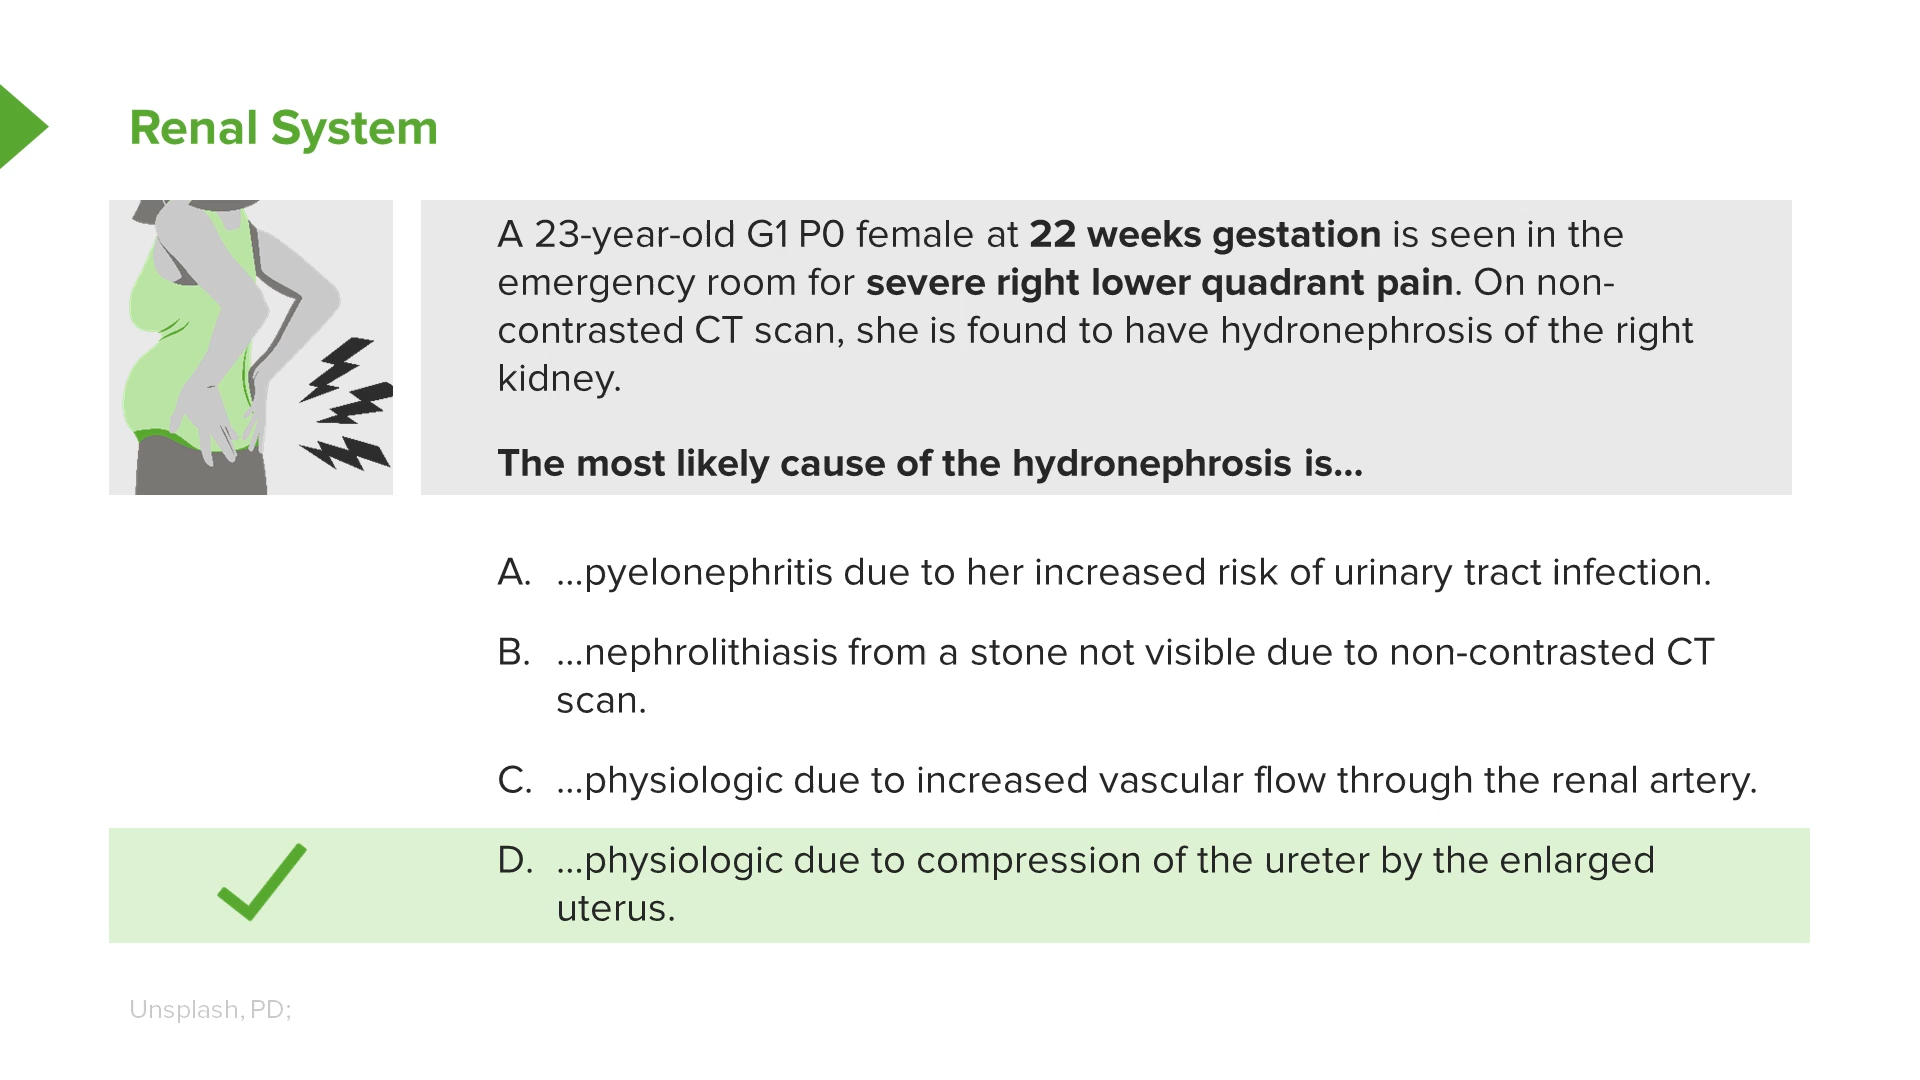 Renal System
A 23-year-old G1 P0 female at 22 weeks gestation is seen in the
emergency room for severe right lower quadrant pain. On non-
contrasted CT scan, she is found to have hydronephrosis of the right
kidney.
The most likely cause of the hydronephrosis is...
A. ...pyelonephritis due to her increased risk of urinary tract infection.
B. ...nephrolithiasis from a stone not visible due to non-contrasted CT
scan.
C. ...physiologic due to increased vascular flow through the renal artery.
D. ...physiologic due to compression of the ureter by the enlarged
uterus.
Unsplash, PD;